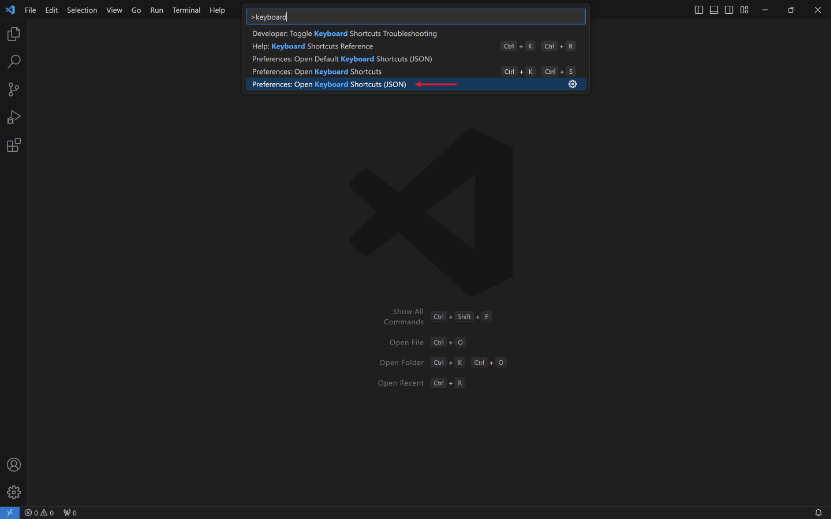 File Edit Selection View Go Run Terminal Help
>keyboard
Developer: Toggle Keyboard Shortcuts Troubleshooting
Help: Keyboard Shortcuts Reference Ctrl + K Ctrl + R
Preferences: Open Default Keyboard Shortcuts (JSON)
Preferences: Open Keyboard Shortcuts Ctrl + K Ctrl + S
Preferences: Open Keyboard Shortcuts (JSON)
Show All
Commands Ctrl + Shift + P
Open File Ctrl + O
Open Folder Ctrl + K Ctrl + O
Open Recent Ctrl + R
0 0 0